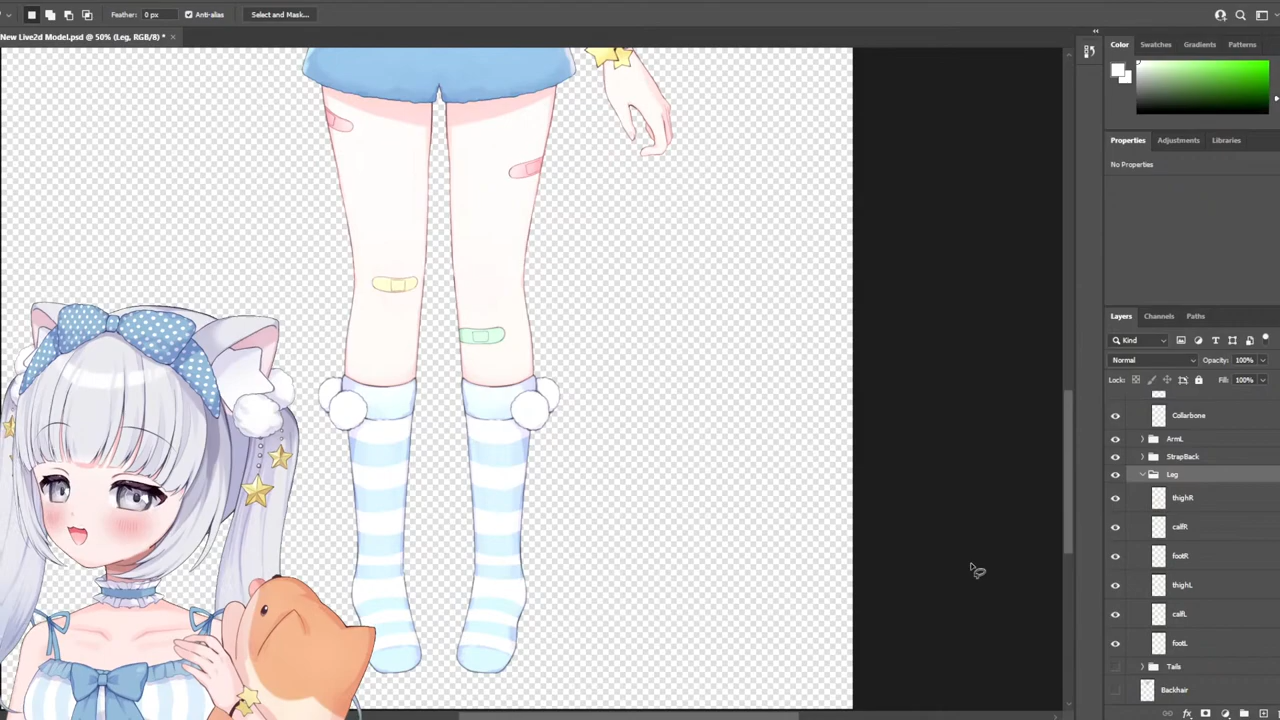 Feather: 0 px Anti-alias Select and Mask...
New Live2d Model.psd @ 50% (Leg, RGB/8) *
Color Swatches Gradients Patterns
Properties Adjustments Libraries
No Properties
Layers Channels Paths
Kind
Normal Opacity: 100%
Lock: Fill: 100%
Collarbone
ArmL
StrapBack
Leg
thighR
calfR
footR
thighL
calfL
footL
Tails
Backhair
fx